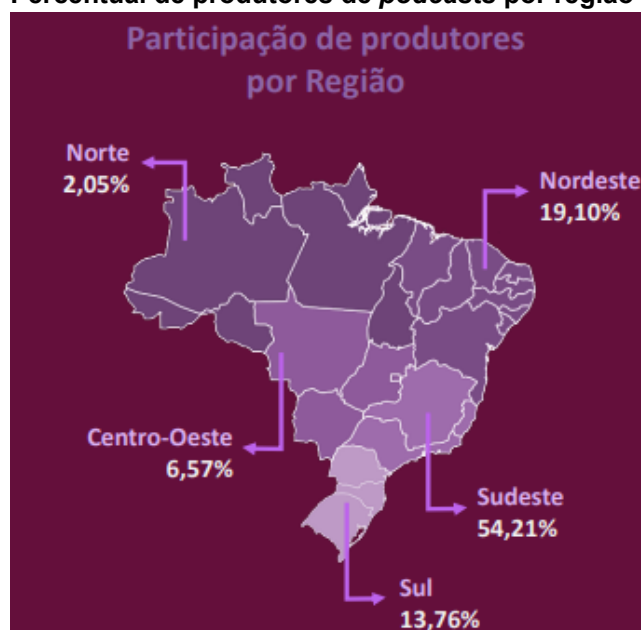 Percentual de produtores de podcasts por região
Participação de produtores
por Região
Norte
2,05%
Nordeste
19,10%
Centro-Oeste
6,57%
Sudeste
54,21%
Sul
13,76%